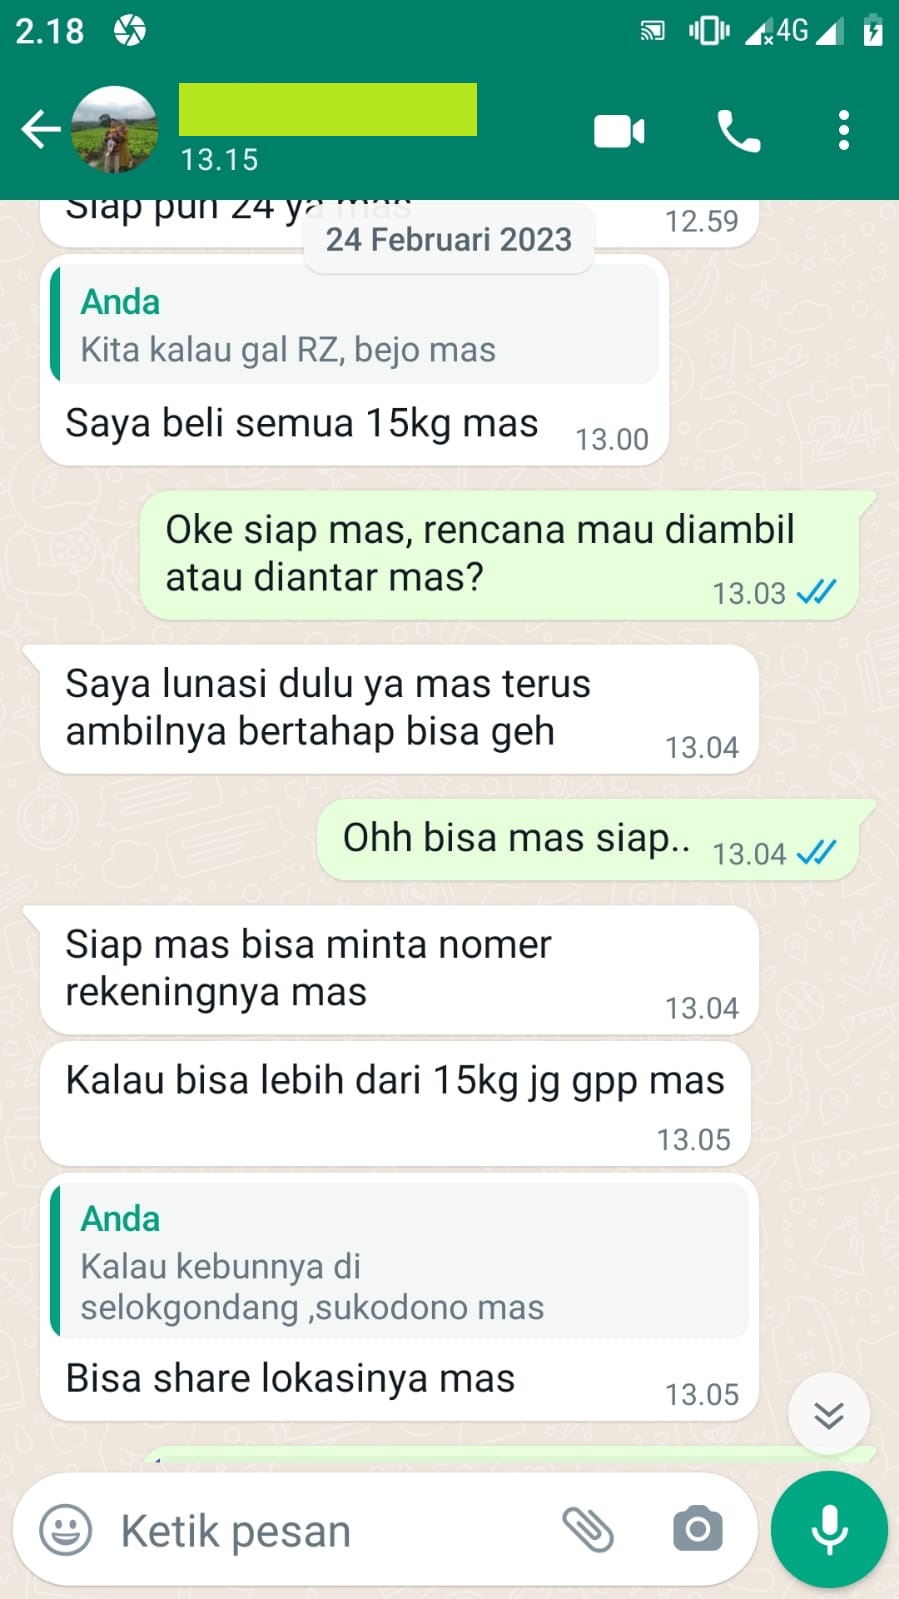 2.18
4G
13.15
Siap pun 24 ya mas
12.59
24 Februari 2023
Anda
Kita kalau gal RZ, bejo mas
Saya beli semua 15kg mas
13.00
Oke siap mas, rencana mau diambil
atau diantar mas?
13.03
Saya lunasi dulu ya mas terus
ambilnya bertahap bisa geh
13.04
Ohh bisa mas siap..
13.04
Siap mas bisa minta nomer
rekeningnya mas
13.04
Kalau bisa lebih dari 15kg jg gpp mas
13.05
Anda
Kalau kebunnya di
selokgondang ,sukodono mas
Bisa share lokasinya mas
13.05
Ketik pesan